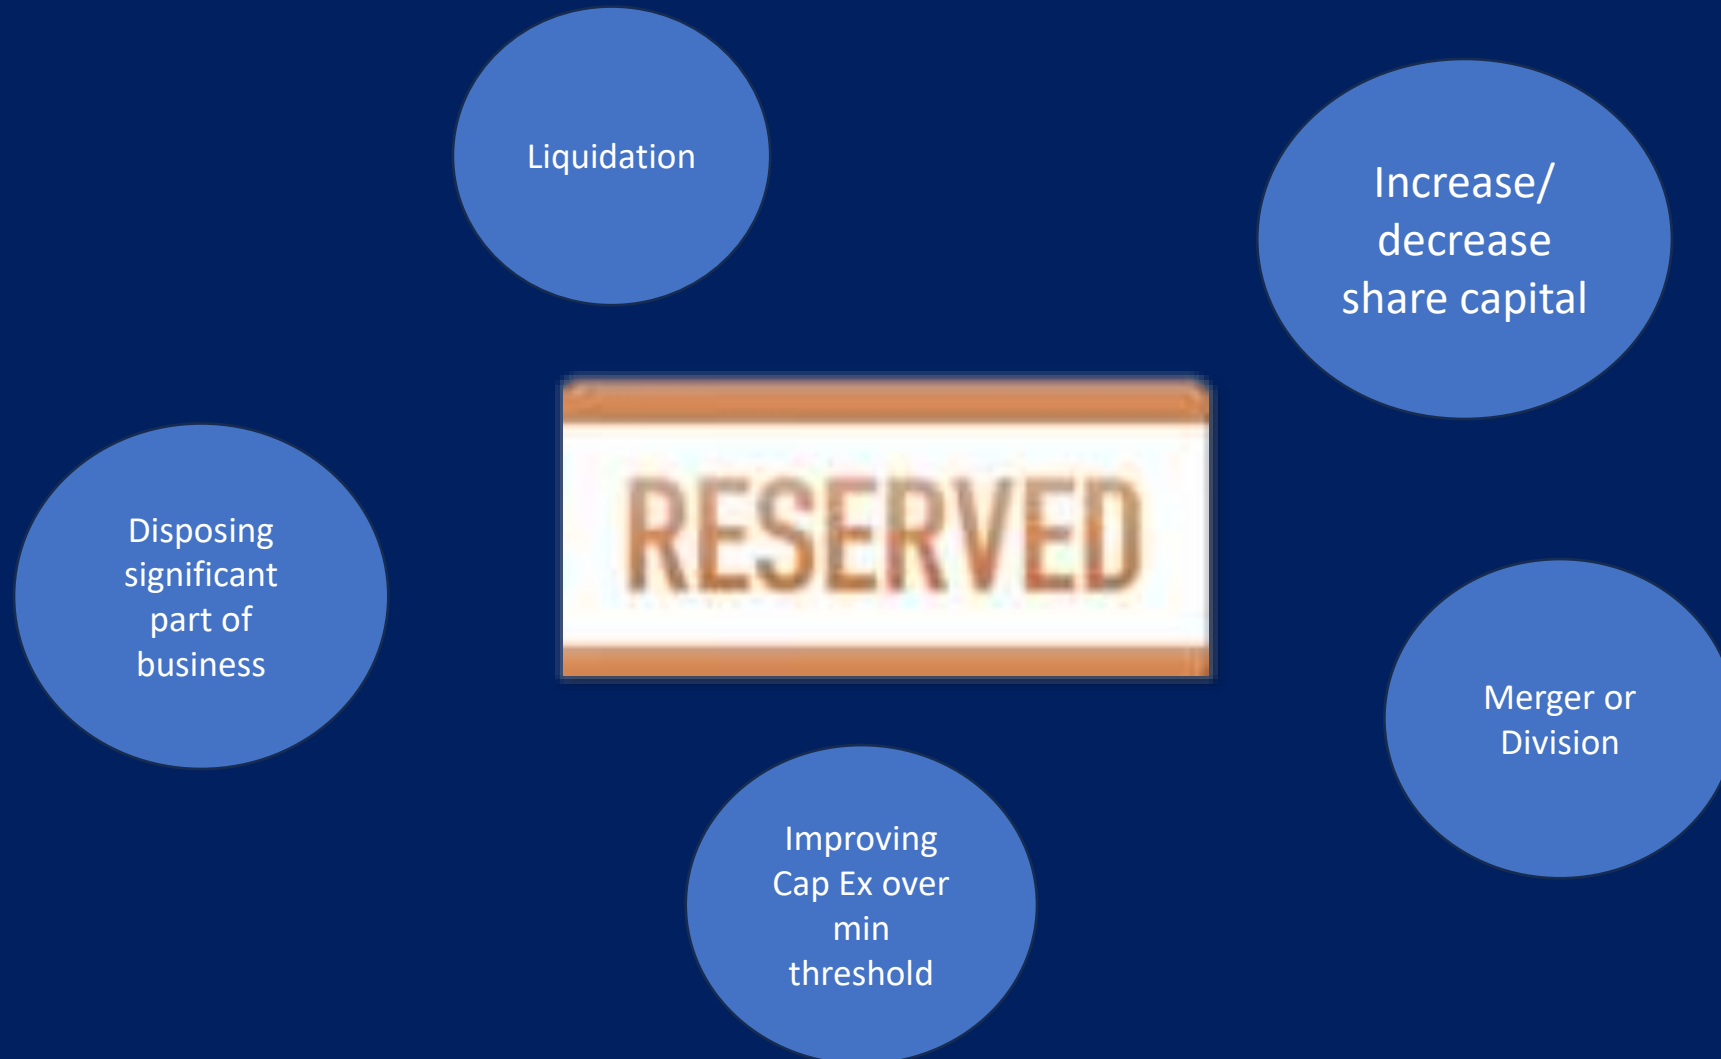 Liquidation
Increase/
decrease
share capital
RESERVED
Disposing
significant
part of
business
Merger or
Division
Improving
Cap Ex over
min
threshold